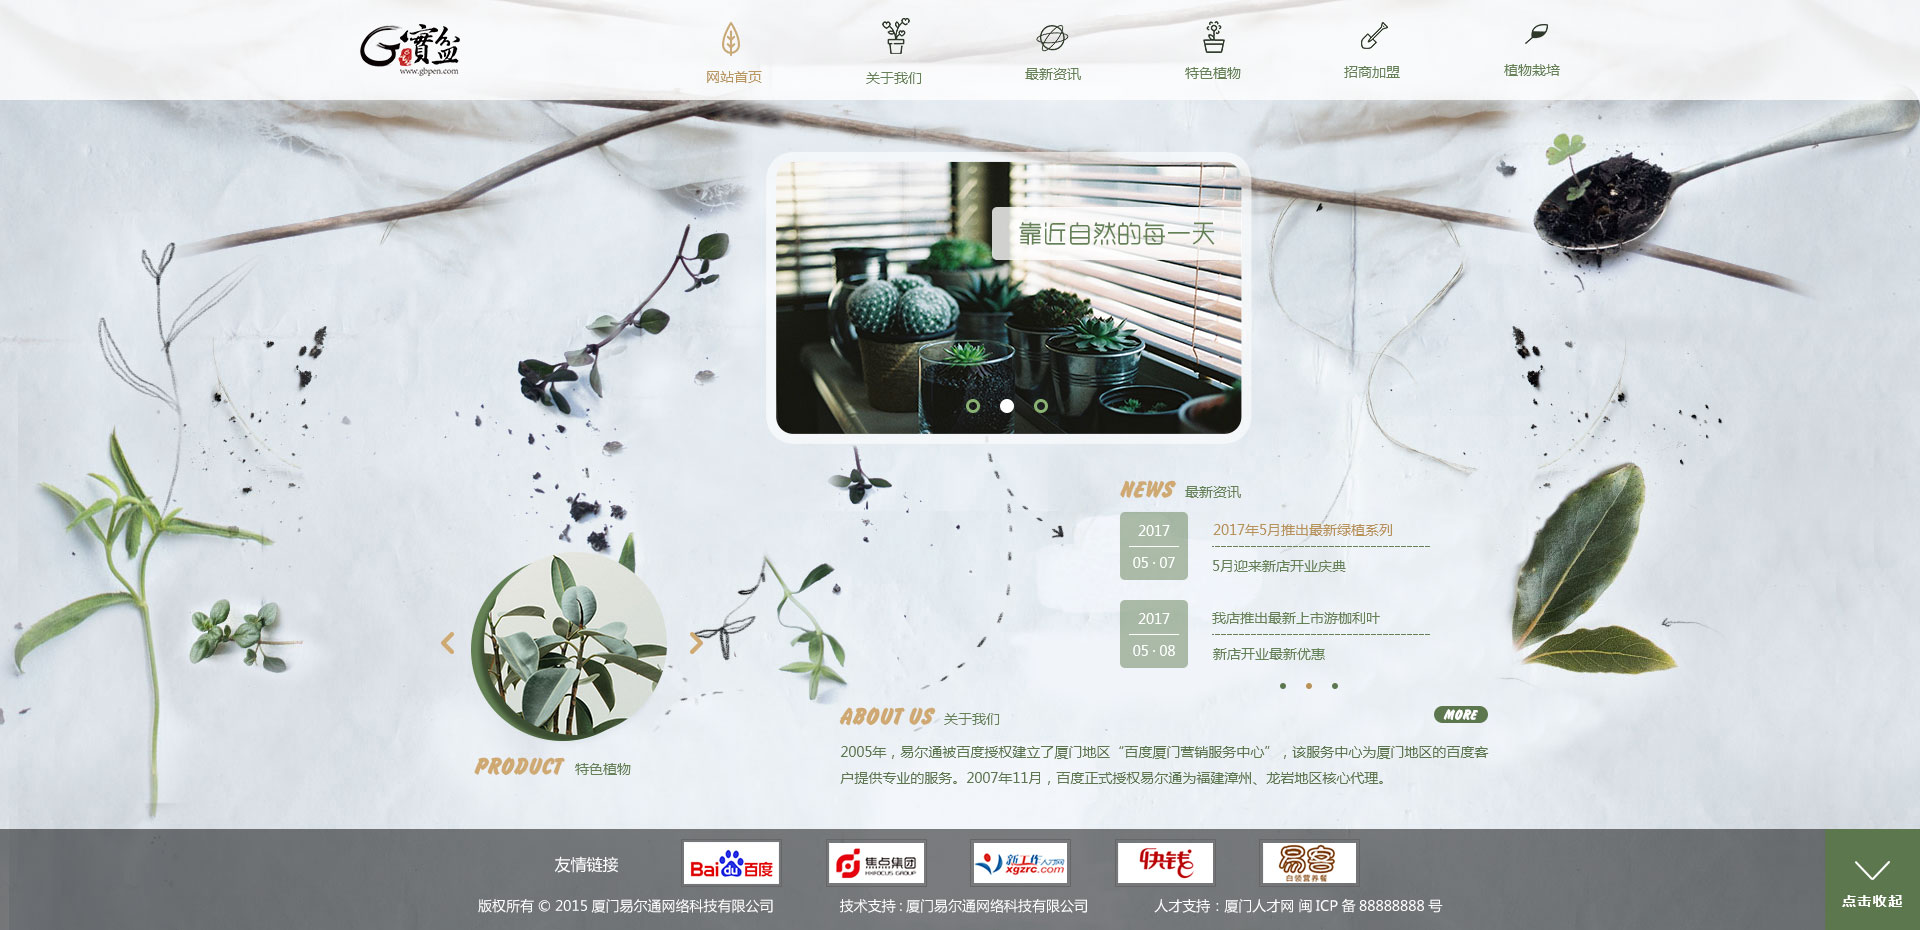 G實盆
www.gbpen.com
网站首页
关于我们
最新资讯
特色植物
招商加盟
植物栽培
靠近自然的每一天
NEWS 最新资讯
2017
05·07
2017年5月推出最新绿植系列
5月迎来新店开业庆典
2017
05·08
我店推出最新上市游枷利叶
新店开业最新优惠
PRODUCT 特色植物
ABOUT US 关于我们
MORE
2005年，易尔通被百度授权建立了厦门地区“百度厦门营销服务中心”，该服务中心为厦门地区的百度客
户提供专业的服务。2007年11月，百度正式授权易尔通为福建漳州、龙岩地区核心代理。
友情链接
Bai du 百度
焦点集团
HXFOCUS GROUP
新工作人才网
xgzrc.com
快钱
易客
白领营养餐
版权所有 © 2015 厦门易尔通网络科技有限公司
技术支持 : 厦门易尔通网络科技有限公司
人才支持：厦门人才网 闽 ICP 备 88888888 号
点击收起